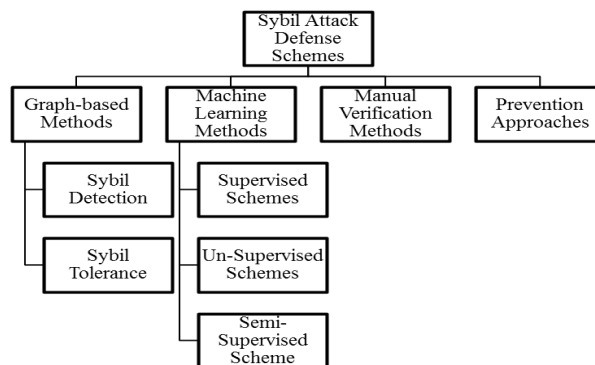 Sybil Attack
Defense
Schemes
Graph-based
Methods
Machine
Learning
Methods
Manual
Verification
Methods
Prevention
Approaches
Sybil
Detection
Supervised
Schemes
Sybil
Tolerance
Un-Supervised
Schemes
Semi-
Supervised
Scheme